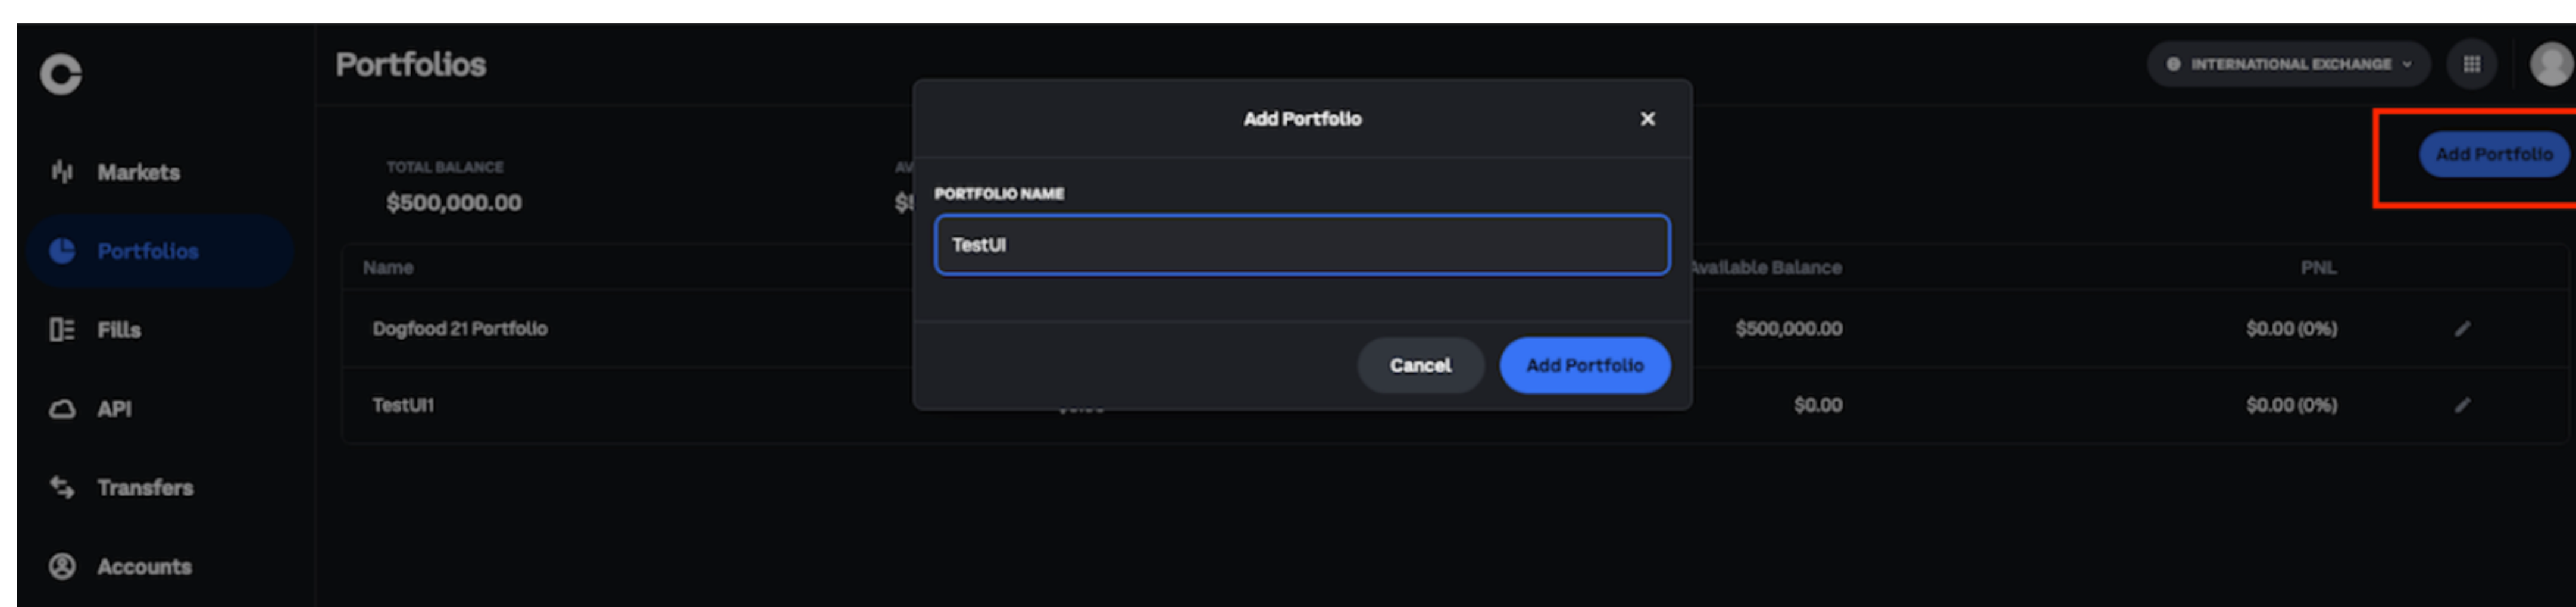 Portfolios
INTERNATIONAL EXCHANGE
Add Portfolio
Markets
Portfolios
Fills
API
Transfers
Accounts
TOTAL BALANCE
$500,000.00
Add Portfolio
PORTFOLIO NAME
TestUI
Cancel
Add Portfolio
Name
Available Balance
PNL
Dogfood 21 Portfolio
$500,000.00
$0.00 (0%)
TestUI1
$0.00
$0.00 (0%)